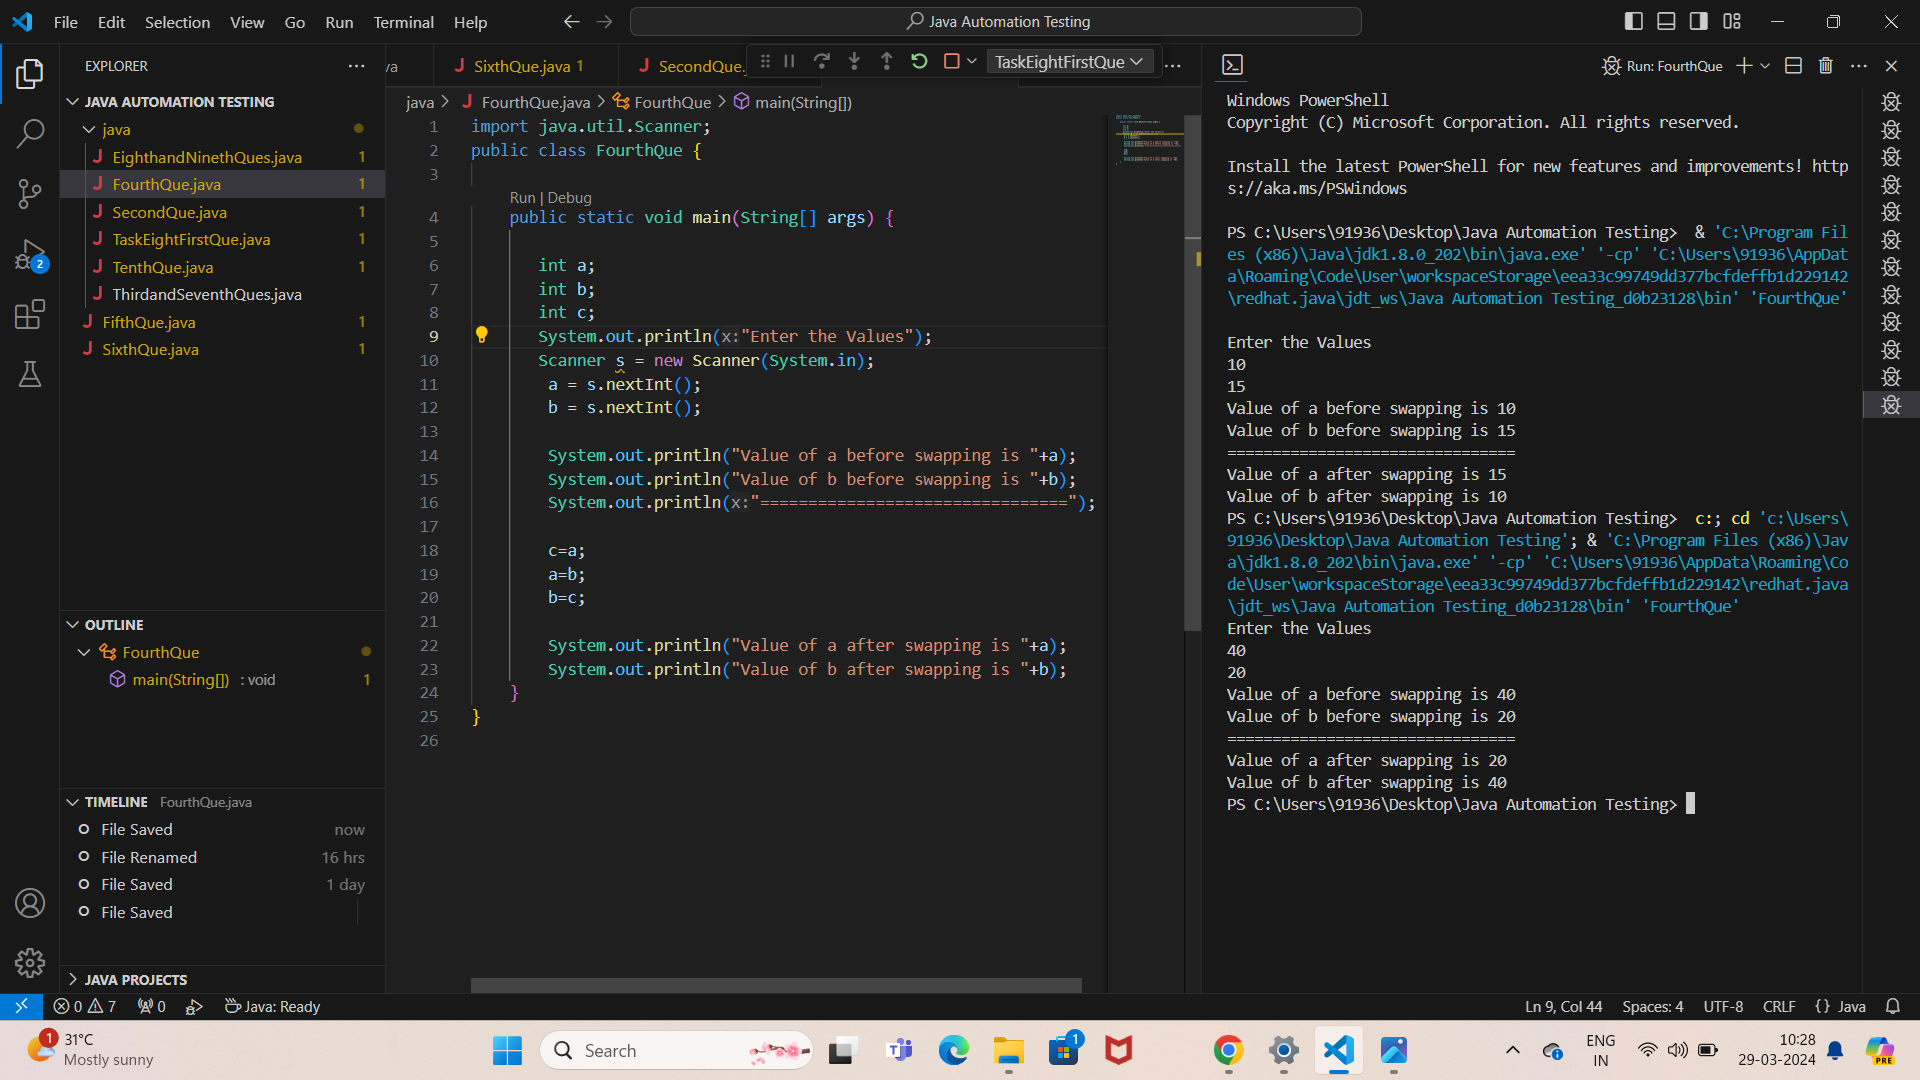 File Edit Selection View Go Run Terminal Help
Java Automation Testing
EXPLORER
JAVA AUTOMATION TESTING
java
EighthandNinethQues.java 1
FourthQue.java 1
SecondQue.java 1
TaskEightFirstQue.java 1
TenthQue.java 1
ThirdandSeventhQues.java
FifthQue.java 1
SixthQue.java 1
2
OUTLINE
FourthQue
main(String[]) : void 1
TIMELINE FourthQue.java
File Saved now
File Renamed 16 hrs
File Saved 1 day
File Saved
JAVA PROJECTS
va
SixthQue.java 1
SecondQue.
TaskEightFirstQue
java > FourthQue.java > FourthQue > main(String[])
1 import java.util.Scanner;
2 public class FourthQue {
3
Run | Debug
4 public static void main(String[] args) {
5
6 int a;
7 int b;
8 int c;
9 System.out.println(x:"Enter the Values");
10 Scanner s = new Scanner(System.in);
11 a = s.nextInt();
12 b = s.nextInt();
13
14 System.out.println("Value of a before swapping is "+a);
15 System.out.println("Value of b before swapping is "+b);
16 System.out.println(x:"================================");
17
18 c=a;
19 a=b;
20 b=c;
21
22 System.out.println("Value of a after swapping is "+a);
23 System.out.println("Value of b after swapping is "+b);
24 }
25 }
26
Run: FourthQue
Windows PowerShell
Copyright (C) Microsoft Corporation. All rights reserved.
Install the latest PowerShell for new features and improvements! http
s://aka.ms/PSWindows
PS C:\Users\91936\Desktop\Java Automation Testing>  & 'C:\Program Fil
es (x86)\Java\jdk1.8.0_202\bin\java.exe' '-cp' 'C:\Users\91936\AppDat
a\Roaming\Code\User\workspaceStorage\eea33c99749dd377bcfdeffb1d229142
\redhat.java\jdt_ws\Java Automation Testing_d0b23128\bin' 'FourthQue'
Enter the Values
10
15
Value of a before swapping is 10
Value of b before swapping is 15
================================
Value of a after swapping is 15
Value of b after swapping is 10
PS C:\Users\91936\Desktop\Java Automation Testing>  c:; cd 'c:\Users\
91936\Desktop\Java Automation Testing'; & 'C:\Program Files (x86)\Jav
a\jdk1.8.0_202\bin\java.exe' '-cp' 'C:\Users\91936\AppData\Roaming\Co
de\User\workspaceStorage\eea33c99749dd377bcfdeffb1d229142\redhat.java
\jdt_ws\Java Automation Testing_d0b23128\bin' 'FourthQue'
Enter the Values
40
20
Value of a before swapping is 40
Value of b before swapping is 20
================================
Value of a after swapping is 20
Value of b after swapping is 40
PS C:\Users\91936\Desktop\Java Automation Testing>
0 7 0 Java: Ready
Ln 9, Col 44 Spaces: 4 UTF-8 CRLF {} Java
1
31°C
Mostly sunny
Search
1
ENG
IN
10:28
29-03-2024
PRE